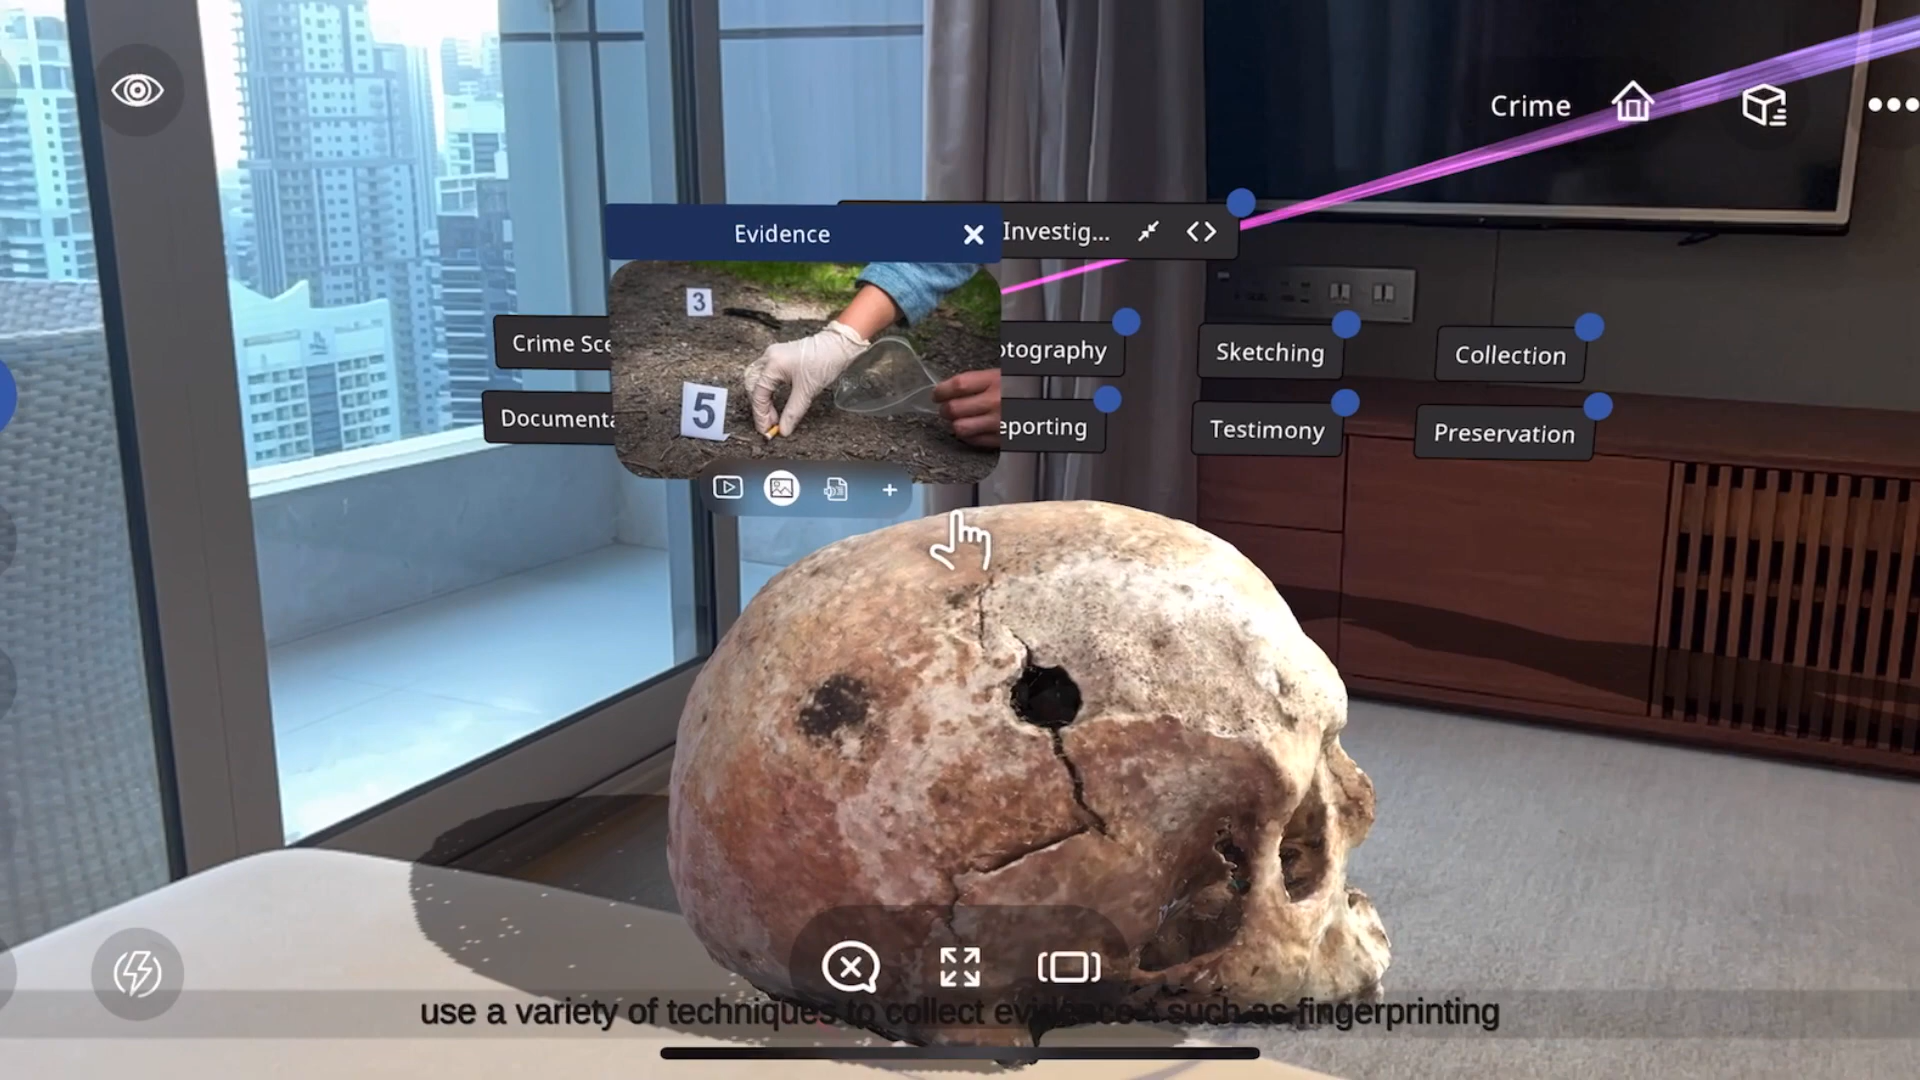 Crime
Evidence
Investig...
3
5
Crime Sce
otography
Sketching
Collection
Documenta
eporting
Testimony
Preservation
use a variety of techniques to collect evidence * such as fingerprinting